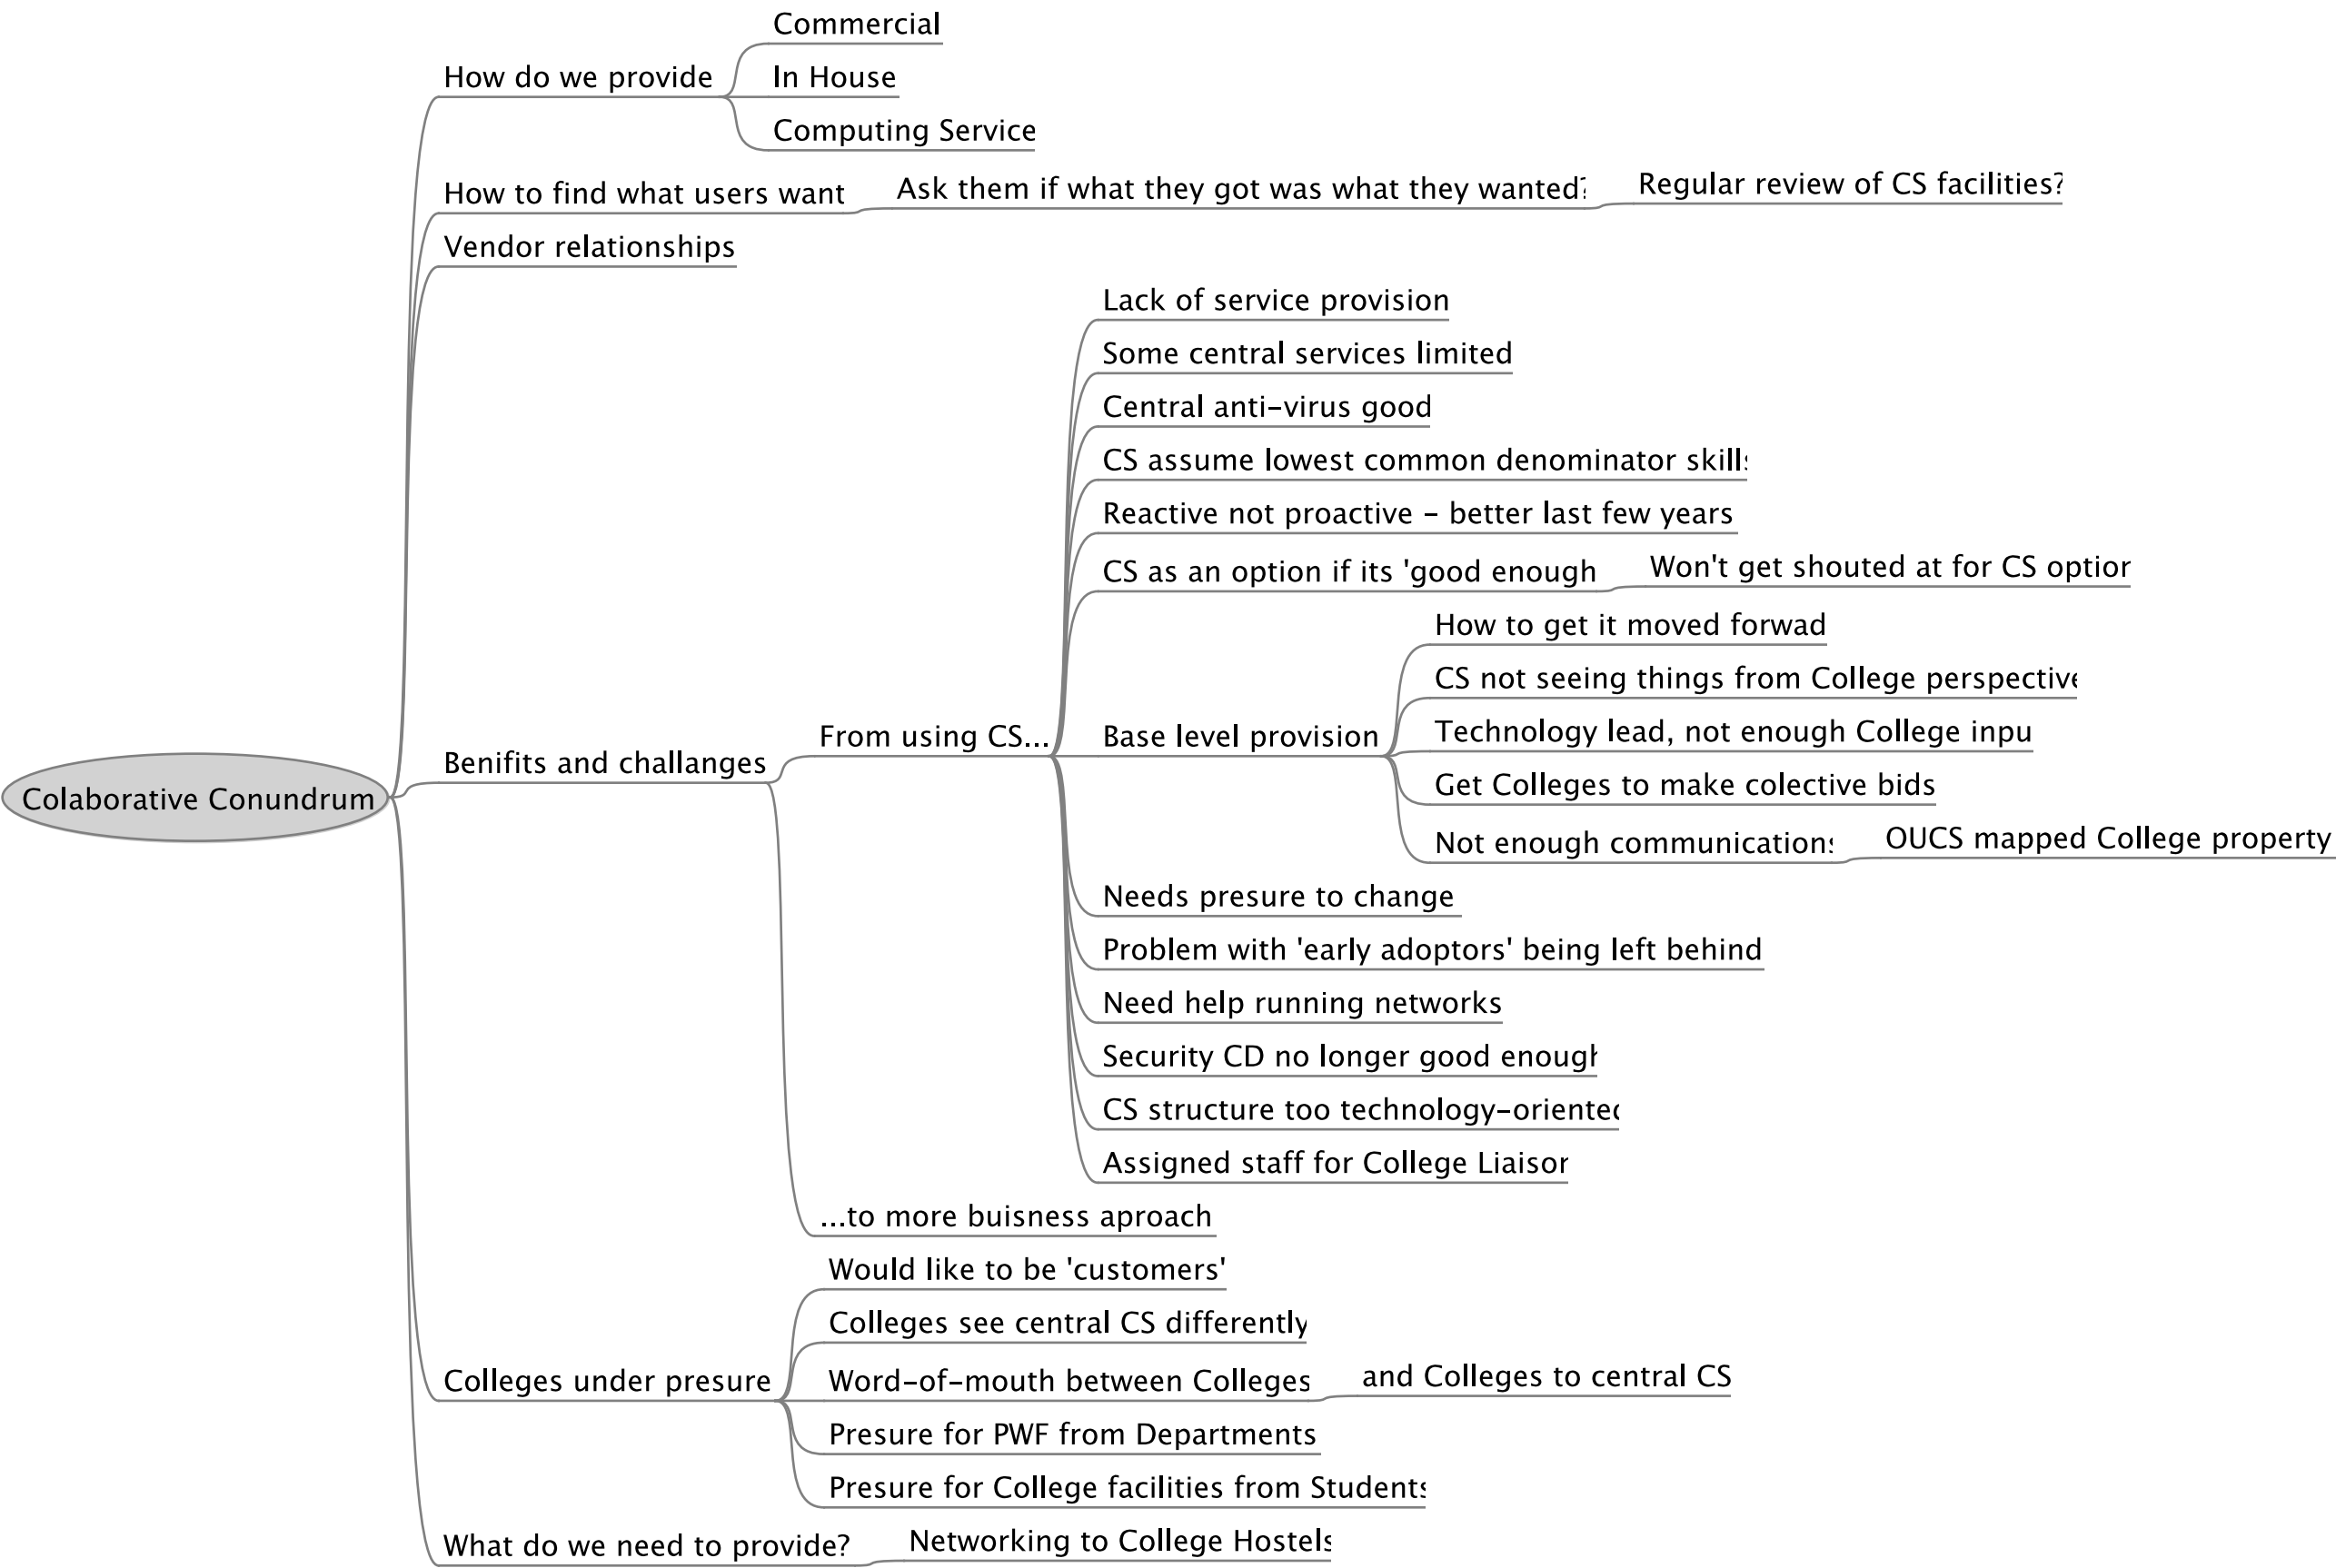 Commercial
How do we provide
In House
Computing Service
How to find what users want
Ask them if what they got was what they wanted?
Regular review of CS facilities?
Vendor relationships
Lack of service provision
Some central services limited
Central anti-virus good
CS assume lowest common denominator skills
Reactive not proactive - better last few years
CS as an option if its 'good enough
Won't get shouted at for CS option
How to get it moved forwad
CS not seeing things from College perspective
From using CS...
Base level provision
Technology lead, not enough College inpu
Benifits and challanges
Get Colleges to make colective bids
Colaborative Conundrum
Not enough communications
OUCS mapped College property
Needs presure to change
Problem with 'early adoptors' being left behind
Need help running networks
Security CD no longer good enough
CS structure too technology-oriented
Assigned staff for College Liaison
...to more buisness aproach
Would like to be 'customers'
Colleges see central CS differently
Colleges under presure
Word-of-mouth between Colleges
and Colleges to central CS
Presure for PWF from Departments
Presure for College facilities from Students
What do we need to provide?
Networking to College Hostels